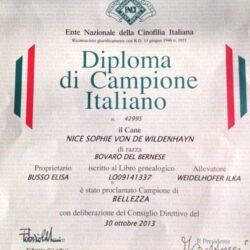 Ente Nazionale della Cinofilia Italiana
Riconosciuto giuridicamente con R.D. 13 giugno 1940 n. 1051
Diploma
di Campione
Italiano
n. 42995
il Cane
NICE SOPHIE VON DE WILDENHAYN
di razza
BOVARO DEL BERNESE
Proprietario iscritto al Libro genealogico Allevatore
BUSSO ELISA LO09141337 WEIDELHOFER ILKA
è stato proclamato Campione di
BELLEZZA
con deliberazione del Consiglio Direttivo del
30 ottobre 2013
Il Presidente